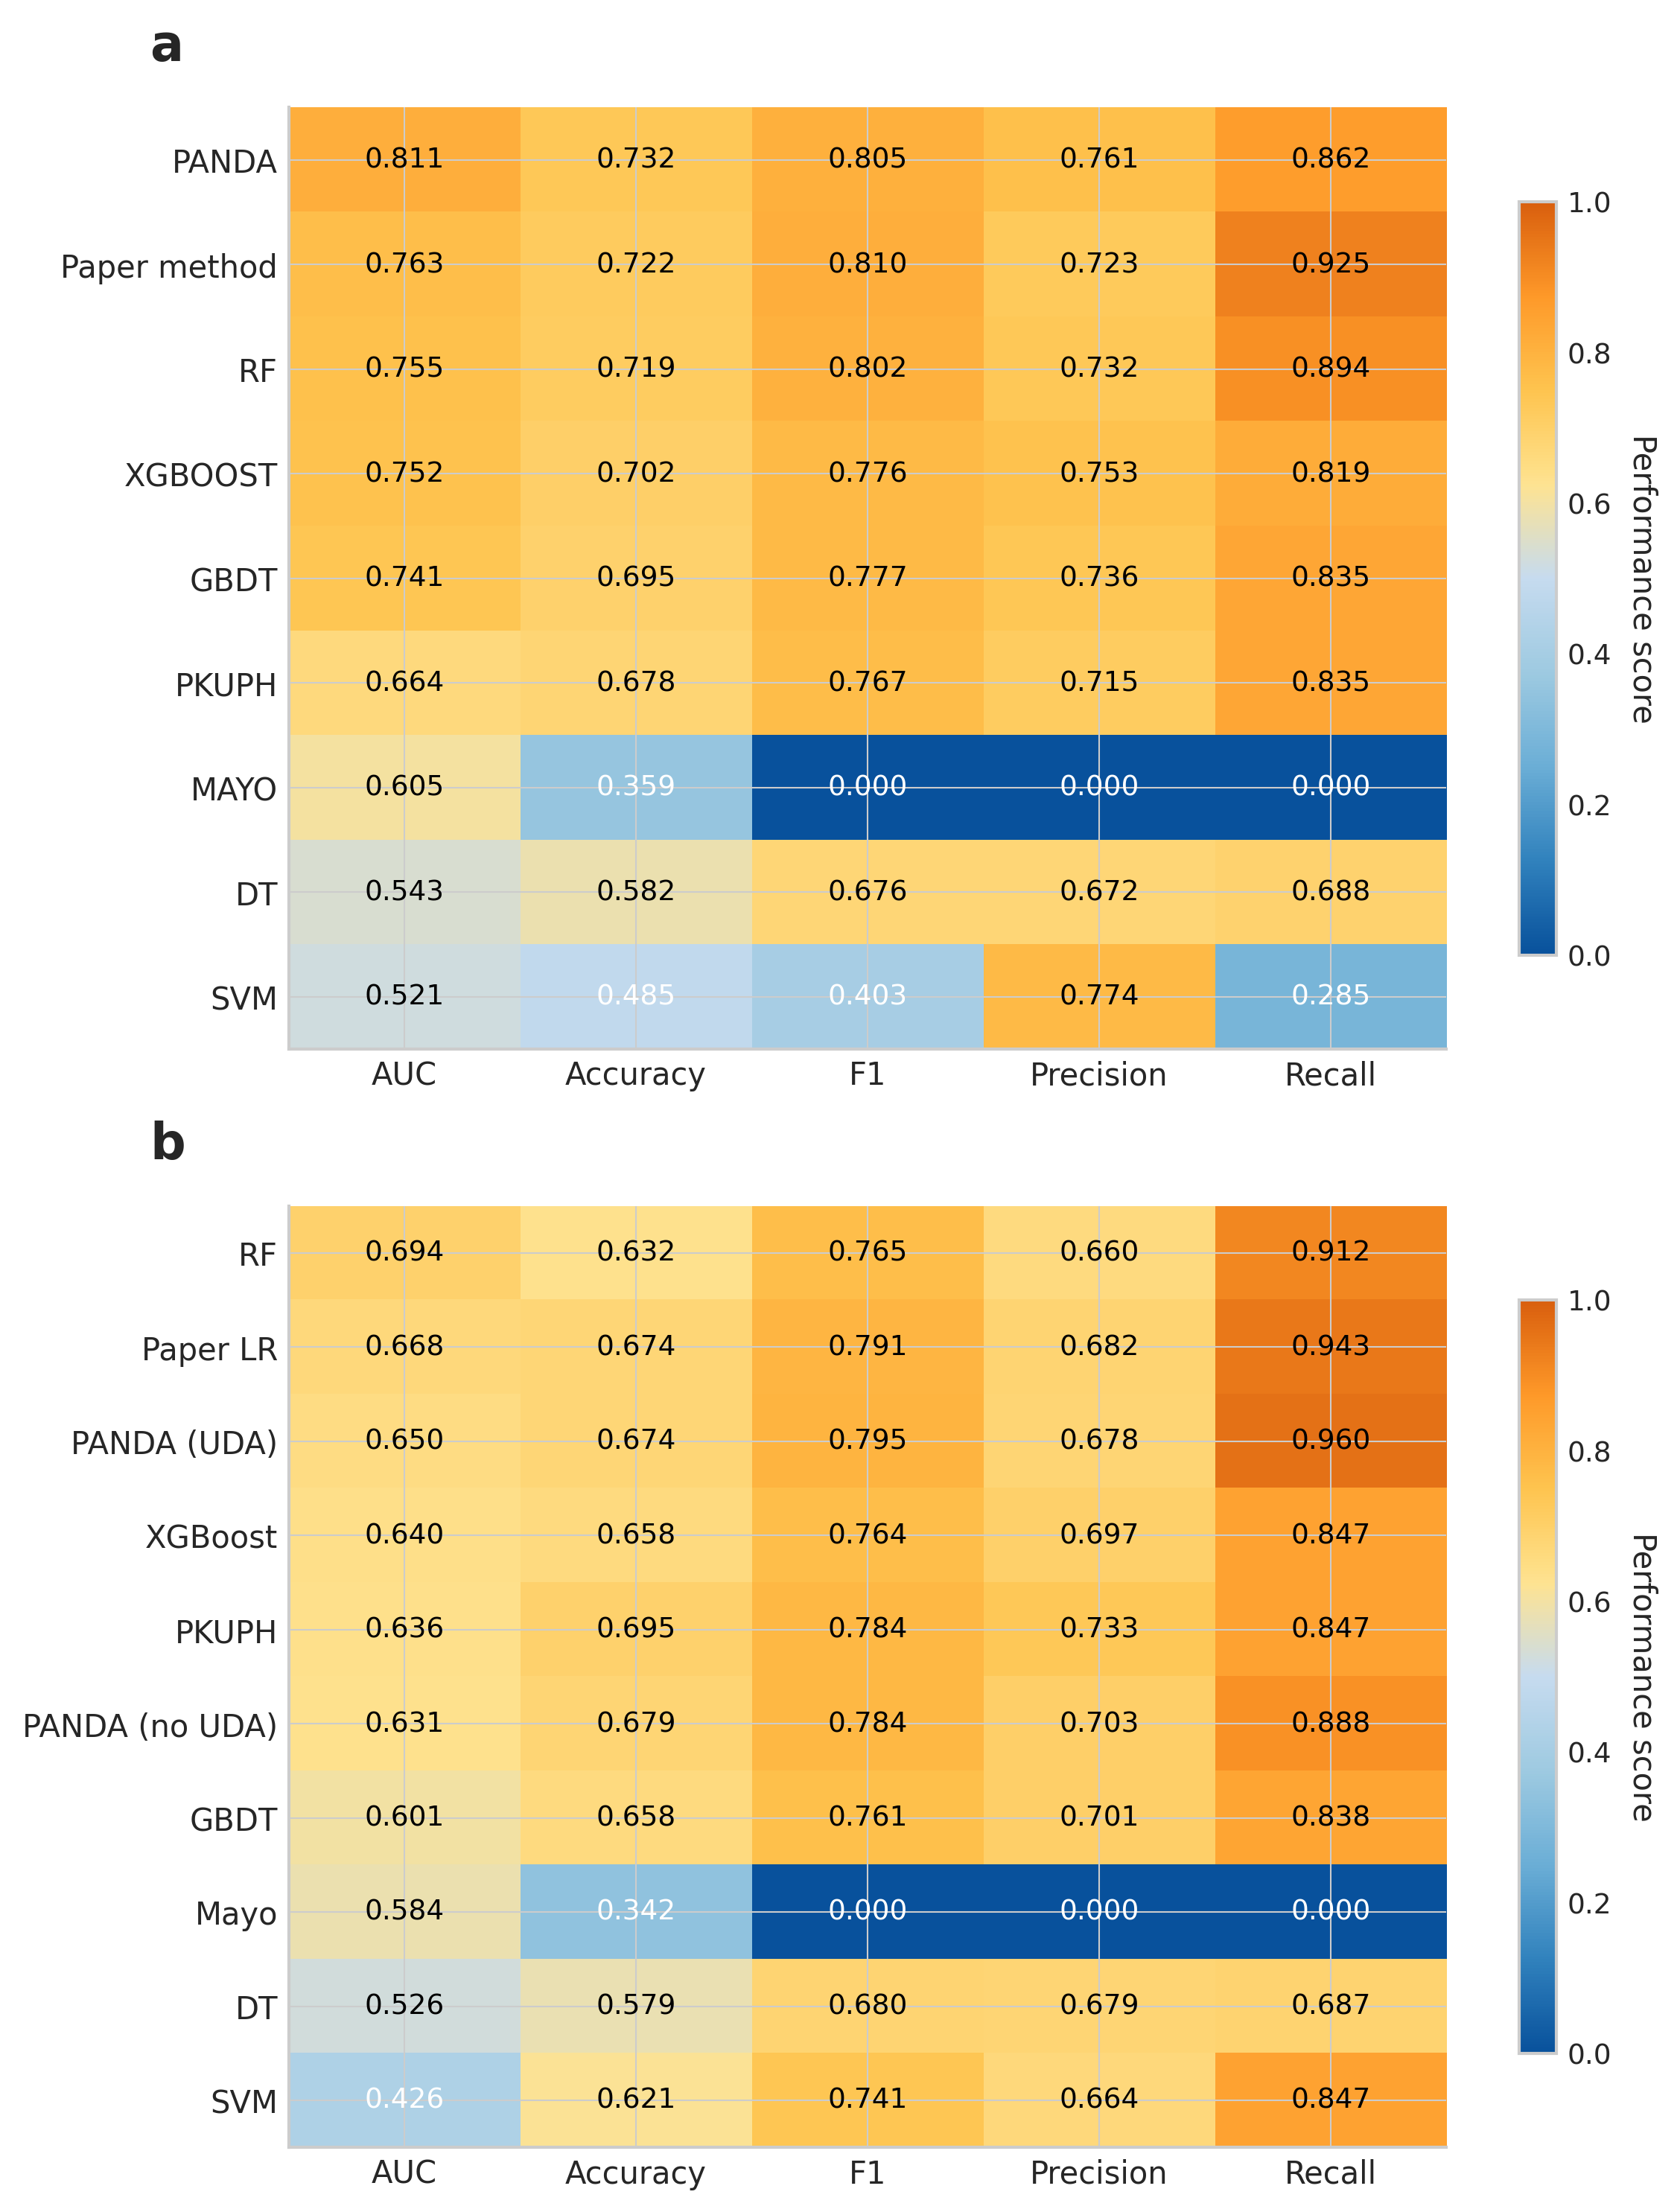 a
PANDA 0.811 0.732 0.805 0.761 0.862
Paper method 0.763 0.722 0.810 0.723 0.925
RF 0.755 0.719 0.802 0.732 0.894
XGBOOST 0.752 0.702 0.776 0.753 0.819
GBDT 0.741 0.695 0.777 0.736 0.835
PKUPH 0.664 0.678 0.767 0.715 0.835
MAYO 0.605 0.359 0.000 0.000 0.000
DT 0.543 0.582 0.676 0.672 0.688
SVM 0.521 0.485 0.403 0.774 0.285
AUC Accuracy F1 Precision Recall
1.0
0.8
0.6
0.4
0.2
0.0
Performance score
b
RF 0.694 0.632 0.765 0.660 0.912
Paper LR 0.668 0.674 0.791 0.682 0.943
PANDA (UDA) 0.650 0.674 0.795 0.678 0.960
XGBoost 0.640 0.658 0.764 0.697 0.847
PKUPH 0.636 0.695 0.784 0.733 0.847
PANDA (no UDA) 0.631 0.679 0.784 0.703 0.888
GBDT 0.601 0.658 0.761 0.701 0.838
Mayo 0.584 0.342 0.000 0.000 0.000
DT 0.526 0.579 0.680 0.679 0.687
SVM 0.426 0.621 0.741 0.664 0.847
AUC Accuracy F1 Precision Recall
1.0
0.8
0.6
0.4
0.2
0.0
Performance score